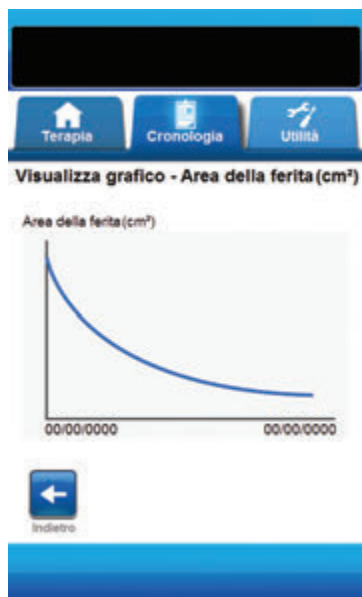 Terapia
Cronologia
Utilità
Visualizza grafico - Area della ferita (cm²)
Area della ferita (cm²)
00/00/0000
00/00/0000
Indietro